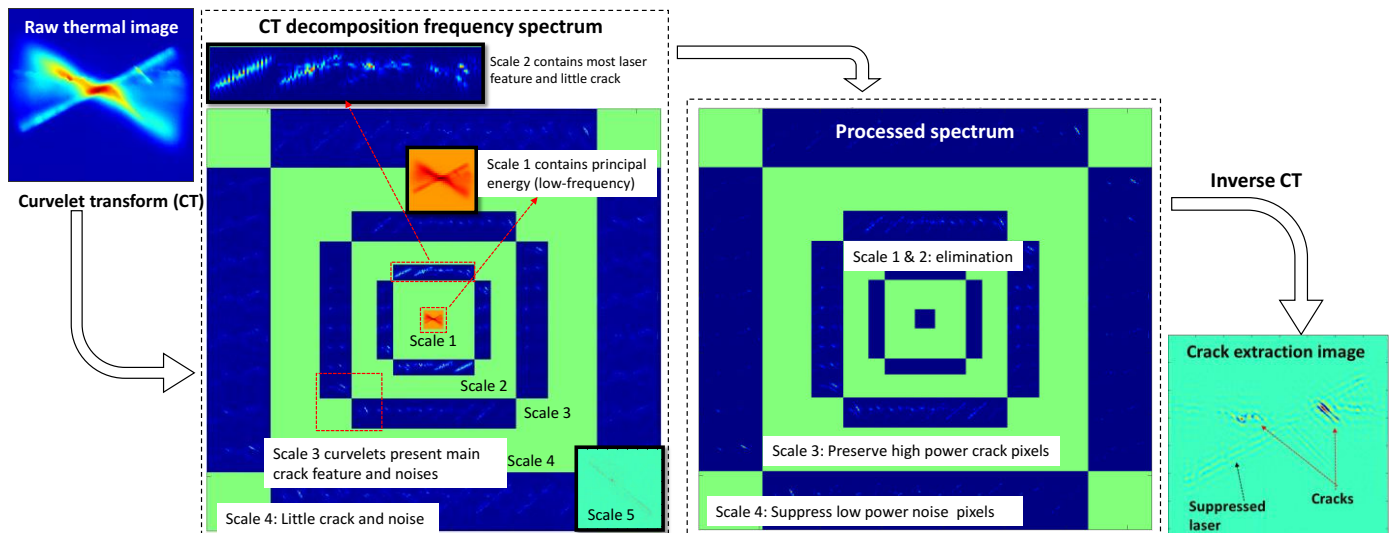 Raw thermal image
CT decomposition frequency spectrum
Scale 2 contains most laser
feature and little crack
Curvelet transform (CT)
Scale 1 contains principal
energy (low-frequency)
Scale 1
Scale 2
Scale 3
Scale 3 curvelets present main
crack feature and noises
Scale 4
Scale 4: Little crack and noise
Scale 5
Processed spectrum
Scale 1 & 2: elimination
Scale 3: Preserve high power crack pixels
Scale 4: Suppress low power noise pixels
Inverse CT
Crack extraction image
Suppressed
laser
Cracks